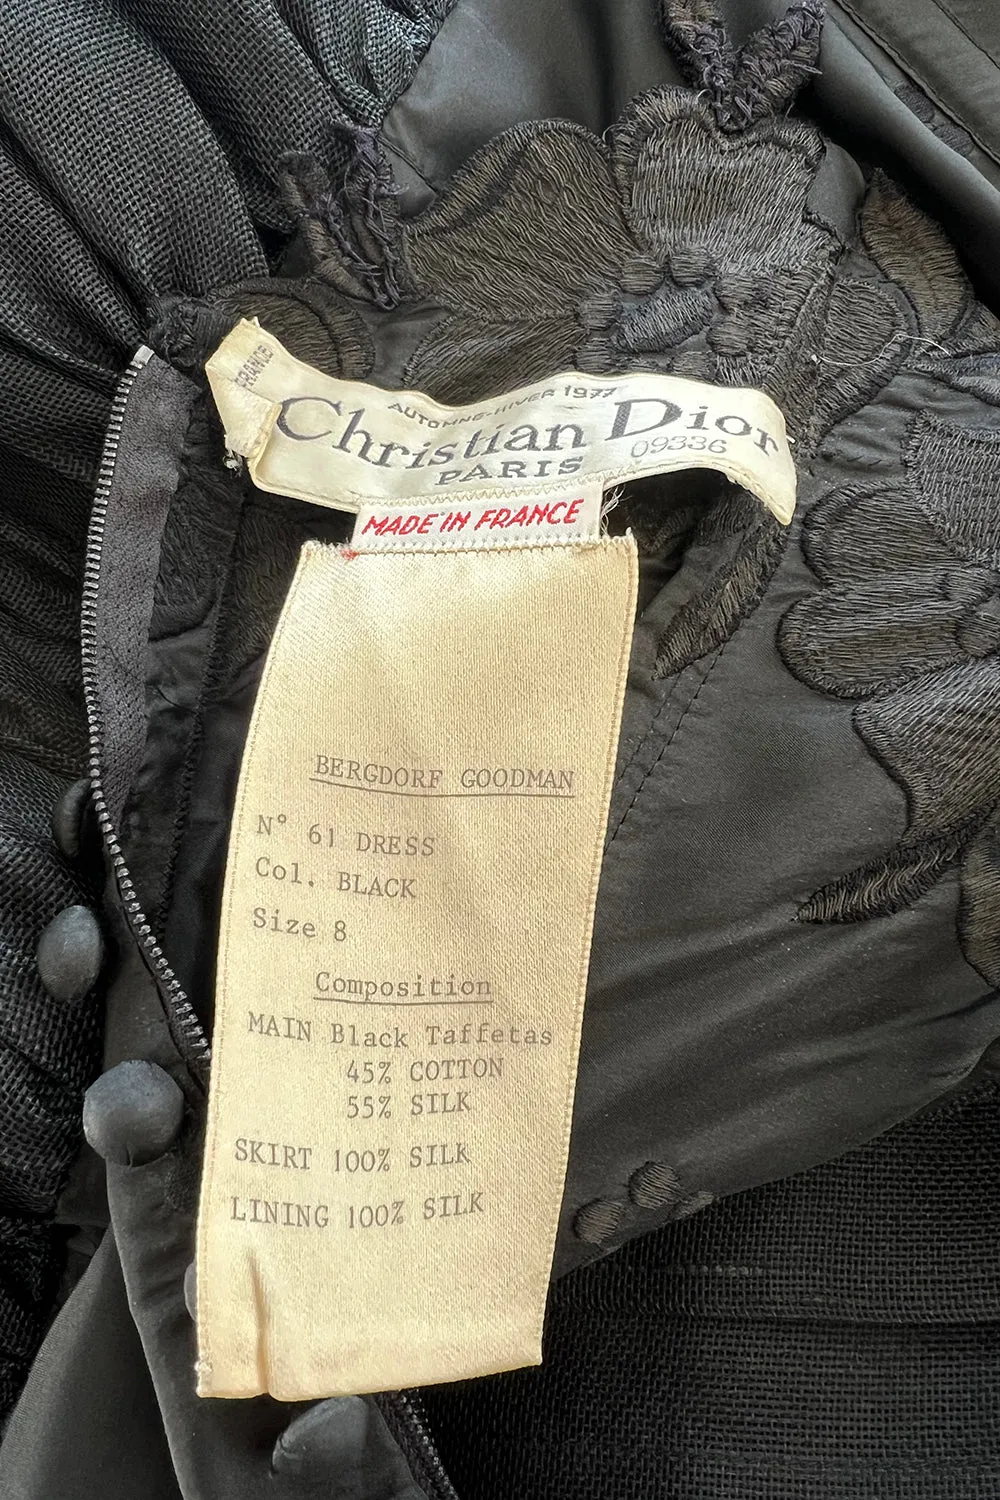 FRANCE
AUTOMNE-HIVER 1977
Christian Dior
PARIS 09336
MADE IN FRANCE
BERGDORF GOODMAN
N° 61 DRESS
Col. BLACK
Size 8
Composition
MAIN Black Taffetas
45% COTTON
55% SILK
SKIRT 100% SILK
LINING 100% SILK